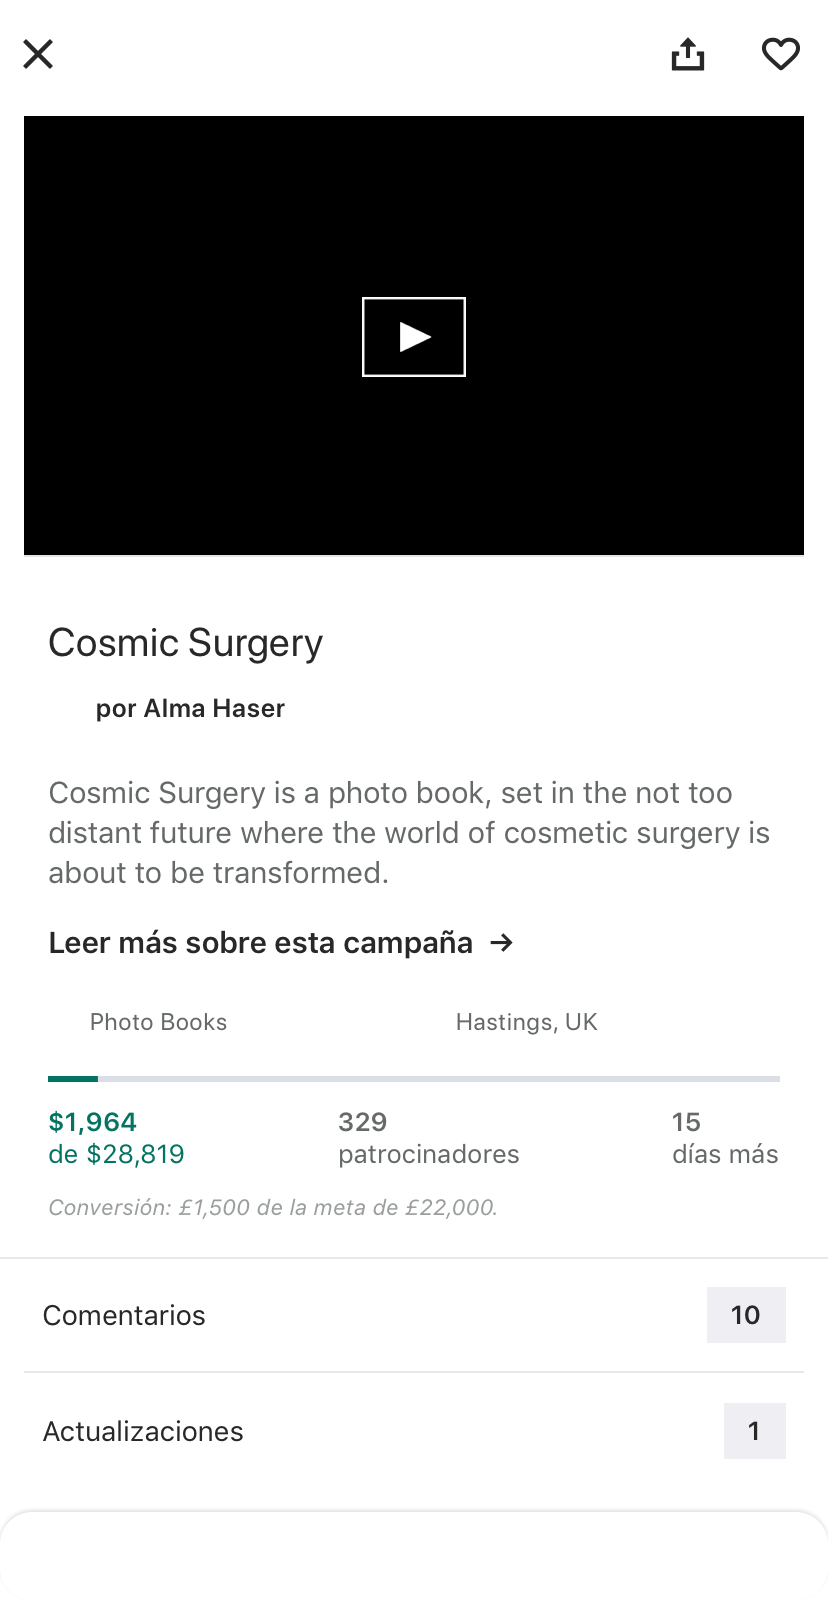 Cosmic Surgery
por Alma Haser
Cosmic Surgery is a photo book, set in the not too
distant future where the world of cosmetic surgery is
about to be transformed.
Leer más sobre esta campaña →
Photo Books
Hastings, UK
$1,964
de $28,819
329
patrocinadores
15
días más
Conversión: £1,500 de la meta de £22,000.
Comentarios
10
Actualizaciones
1